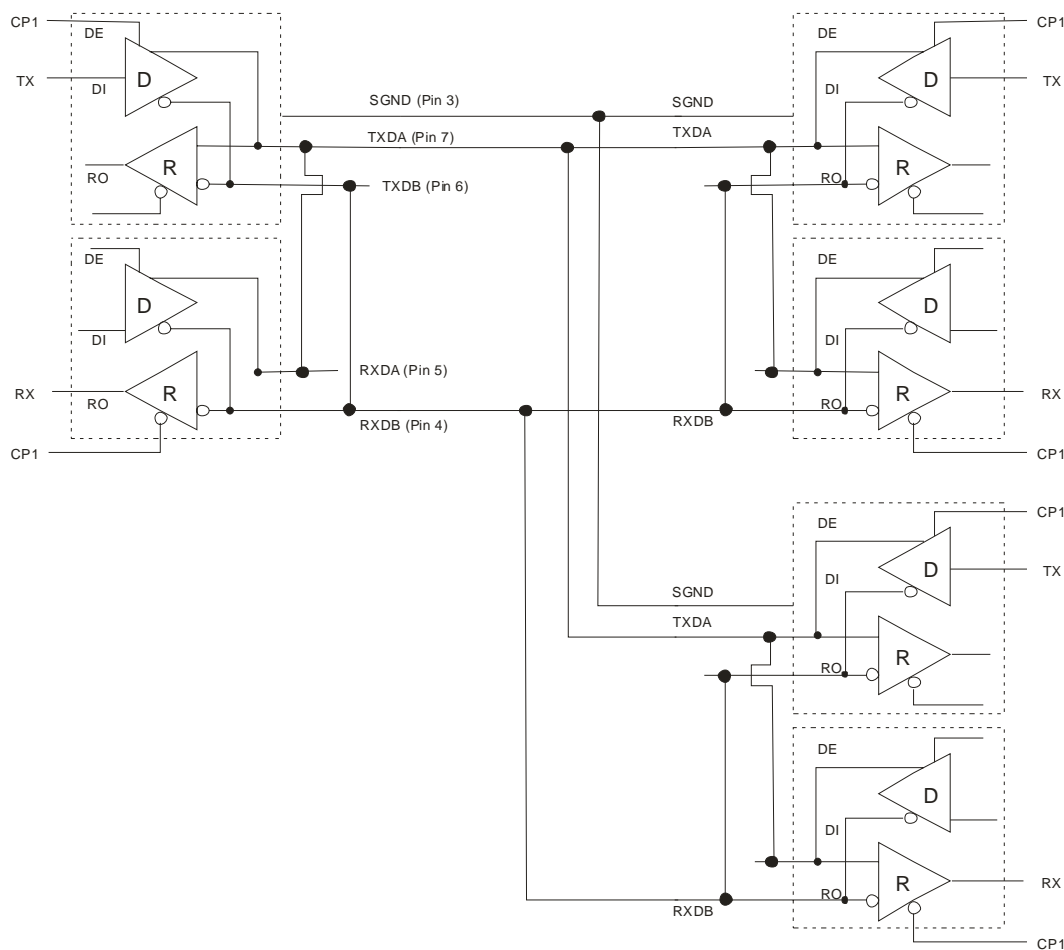 CP1
DE
TX
DI
D
R
RO
DE
D
DI
RX
R
RO
CP1
SGND (Pin 3)
TXDA (Pin 7)
TXDB (Pin 6)
RXDA (Pin 5)
RXDB (Pin 4)
SGND
TXDA
RXDB
DE
CP1
D
TX
DI
R
RO
DE
D
DI
R
RX
RO
CP1
SGND
TXDA
RXDB
DE
CP1
D
TX
DI
R
RO
DE
D
DI
R
RX
RO
CP1